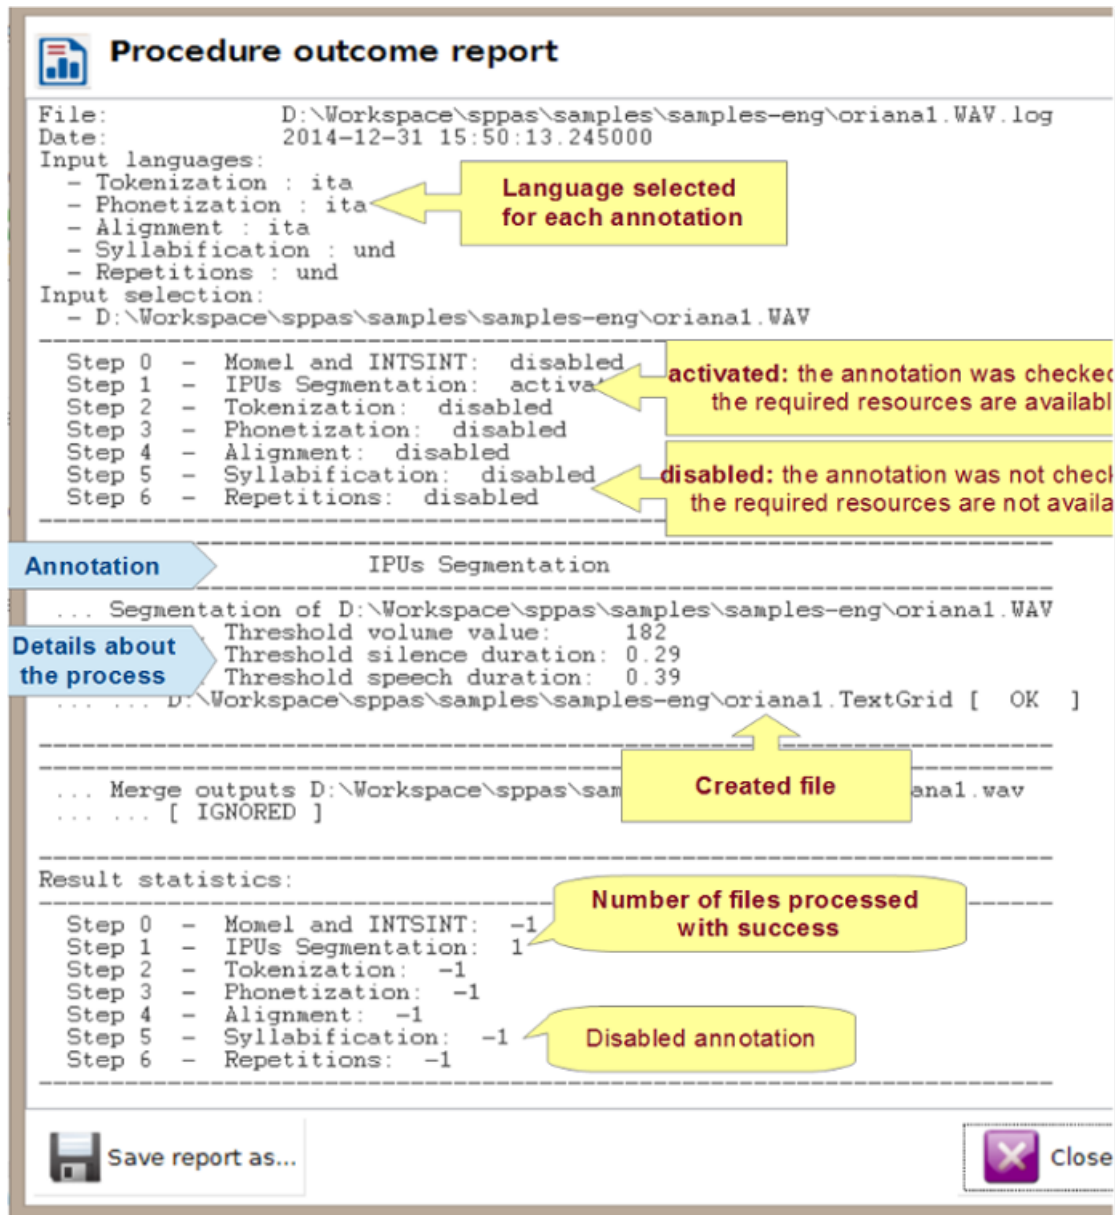 Procedure outcome report
File: D:\Workspace\sppas\samples\samples-eng\oriana1.WAV.log
Date: 2014-12-31 15:50:13.245000
Input languages:
- Tokenization : ita
- Phonetization : ita
- Alignment : ita
- Syllabification : und
- Repetitions : und
Language selected
for each annotation
Input selection:
- D:\Workspace\sppas\samples\samples-eng\oriana1.WAV
Step 0 - Momel and INTSINT: disabled
Step 1 - IPUs Segmentation: activat
Step 2 - Tokenization: disabled
Step 3 - Phonetization: disabled
Step 4 - Alignment: disabled
Step 5 - Syllabification: disabled
Step 6 - Repetitions: disabled
activated: the annotation was checked
the required resources are availabl
disabled: the annotation was not check
the required resources are not availa
Annotation
IPUs Segmentation
... Segmentation of D:\Workspace\sppas\samples\samples-eng\oriana1.WAV
Details about
the process
Threshold volume value: 182
Threshold silence duration: 0.29
Threshold speech duration: 0.39
... ... D:\Workspace\sppas\samples\samples-eng\oriana1.TextGrid [ OK ]
Created file
... Merge outputs D:\Workspace\sppas\sam ana1.wav
... ... [ IGNORED ]
Result statistics:
Step 0 - Momel and INTSINT: -1
Step 1 - IPUs Segmentation: 1
Step 2 - Tokenization: -1
Step 3 - Phonetization: -1
Step 4 - Alignment: -1
Step 5 - Syllabification: -1
Step 6 - Repetitions: -1
Number of files processed
with success
Disabled annotation
Save report as...
Close